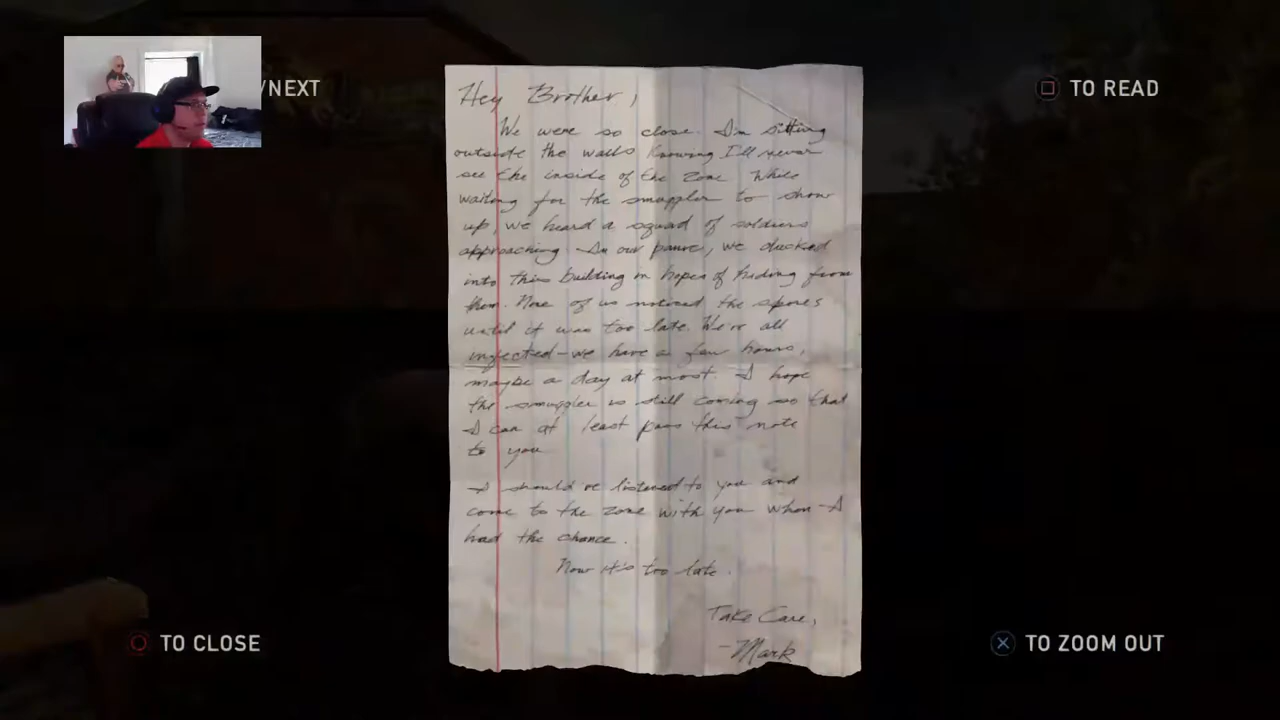 /NEXT
TO READ
Hey Brother,
We were so close. I'm sitting
outside the walls knowing I'll never
see the inside of the zone. While
waiting for the smuggler to show
up, we heard a squad of soldiers
approaching. In our panic, we ducked
into this building in hopes of hiding from
them. None of us noticed the spores
until it was too late. We're all
infected - we have a few hours,
maybe a day at most. I hope
the smuggler is still coming so that
I can at least pass this note
to you.
I should've listened to you and
come to the zone with you when I
had the chance.
Now it's too late.
Take Care,
-Mark
TO CLOSE
TO ZOOM OUT